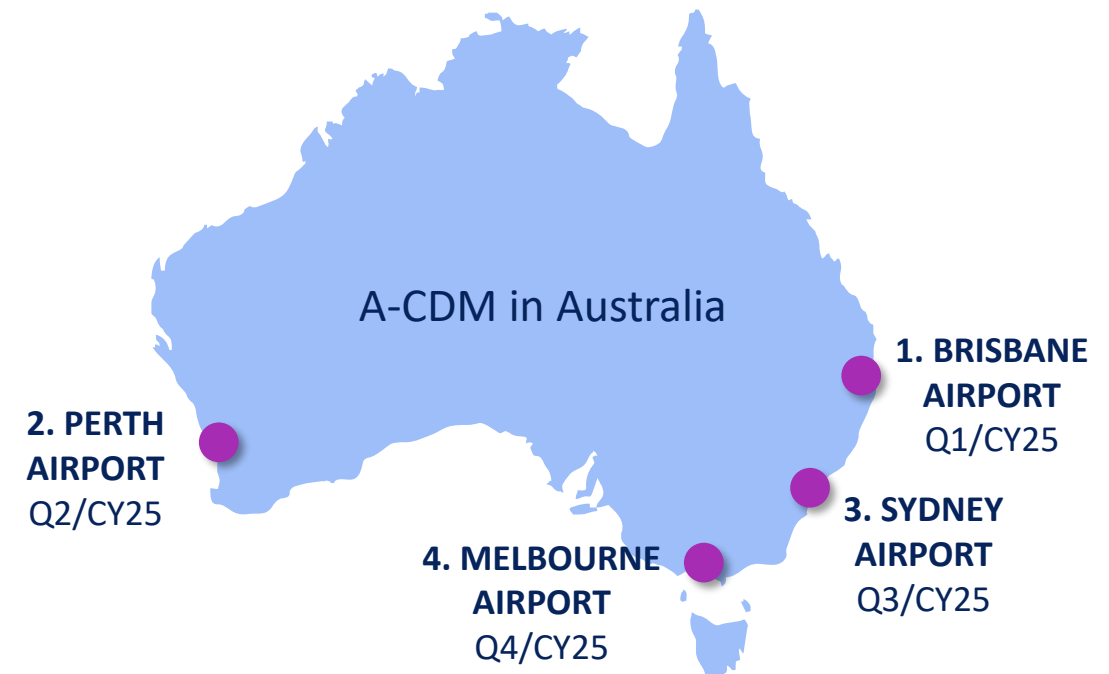 A-CDM in Australia
1. BRISBANE
AIRPORT
Q1/CY25
2. PERTH
AIRPORT
Q2/CY25
3. SYDNEY
AIRPORT
Q3/CY25
4. MELBOURNE
AIRPORT
Q4/CY25